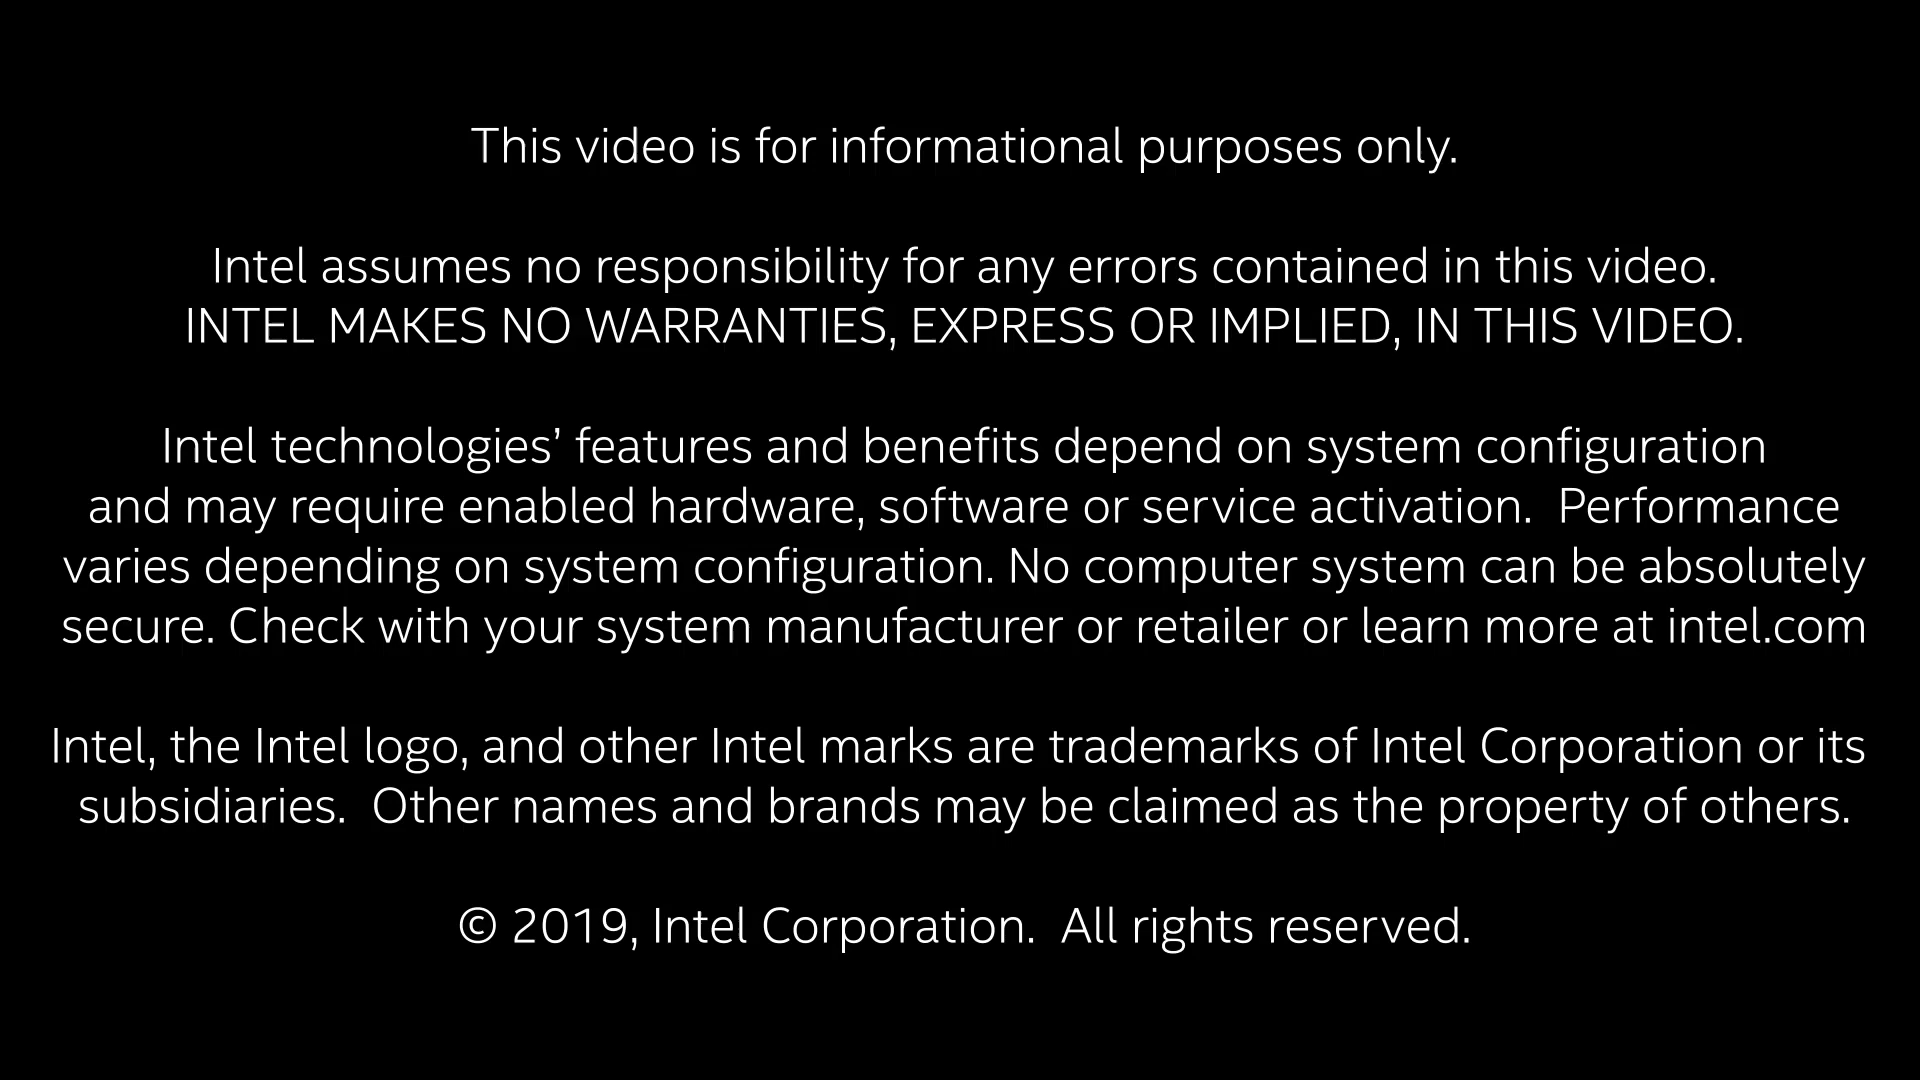 This video is for informational purposes only.
Intel assumes no responsibility for any errors contained in this video.
INTEL MAKES NO WARRANTIES, EXPRESS OR IMPLIED, IN THIS VIDEO.
Intel technologies’ features and benefits depend on system configuration
and may require enabled hardware, software or service activation.  Performance
varies depending on system configuration. No computer system can be absolutely
secure. Check with your system manufacturer or retailer or learn more at intel.com
Intel, the Intel logo, and other Intel marks are trademarks of Intel Corporation or its
subsidiaries.  Other names and brands may be claimed as the property of others.
© 2019, Intel Corporation.  All rights reserved.